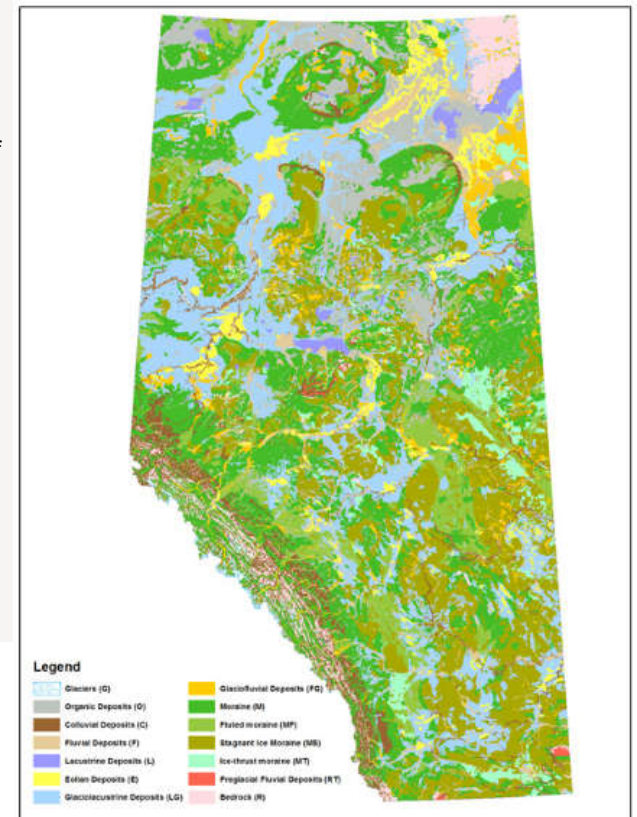 Legend
Glaciers (G)
Organic Deposits (O)
Colluvial Deposits (C)
Fluvial Deposits (F)
Lacustrine Deposits (L)
Eolian Deposits (E)
Glaciolacustrine Deposits (LG)
Glaciofluvial Deposits (FG)
Moraine (M)
Fluted moraine (MF)
Stagnant Ice Moraine (MS)
Ice-thrust moraine (MT)
Preglacial Fluvial Deposits (RT)
Bedrock (R)